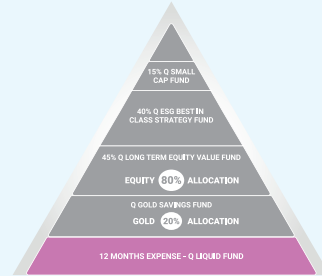 15% Q SMALL
CAP FUND
40% Q ESG BEST IN
CLASS STRATEGY FUND
45% Q LONG TERM EQUITY VALUE FUND
EQUITY 80% ALLOCATION
Q GOLD SAVINGS FUND
GOLD 20% ALLOCATION
12 MONTHS EXPENSE - Q LIQUID FUND